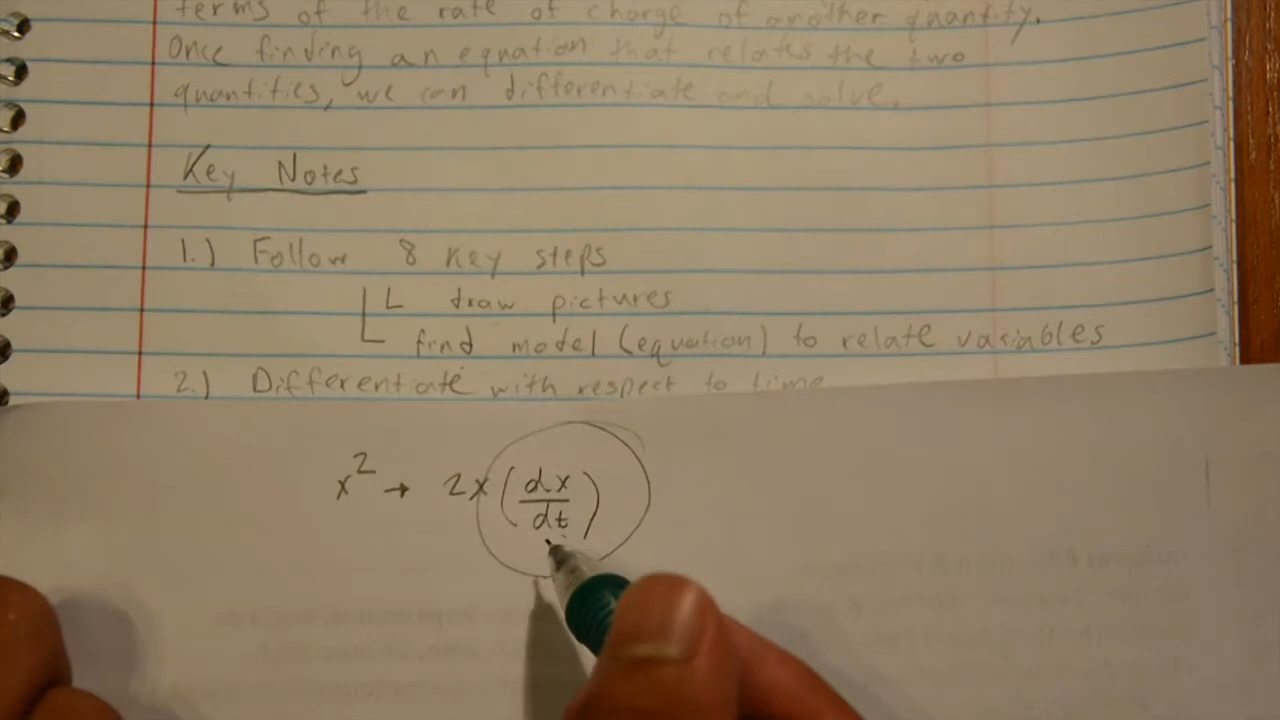 terms of the rate of change of another quantity.
Once finding an equation that relates the two
quantities, we can differentiate and solve.
Key Notes
1.) Follow 8 key steps
draw pictures
find model (equation) to relate variables
2.) Differentiate with respect to time
x² → 2x (dx/dt)